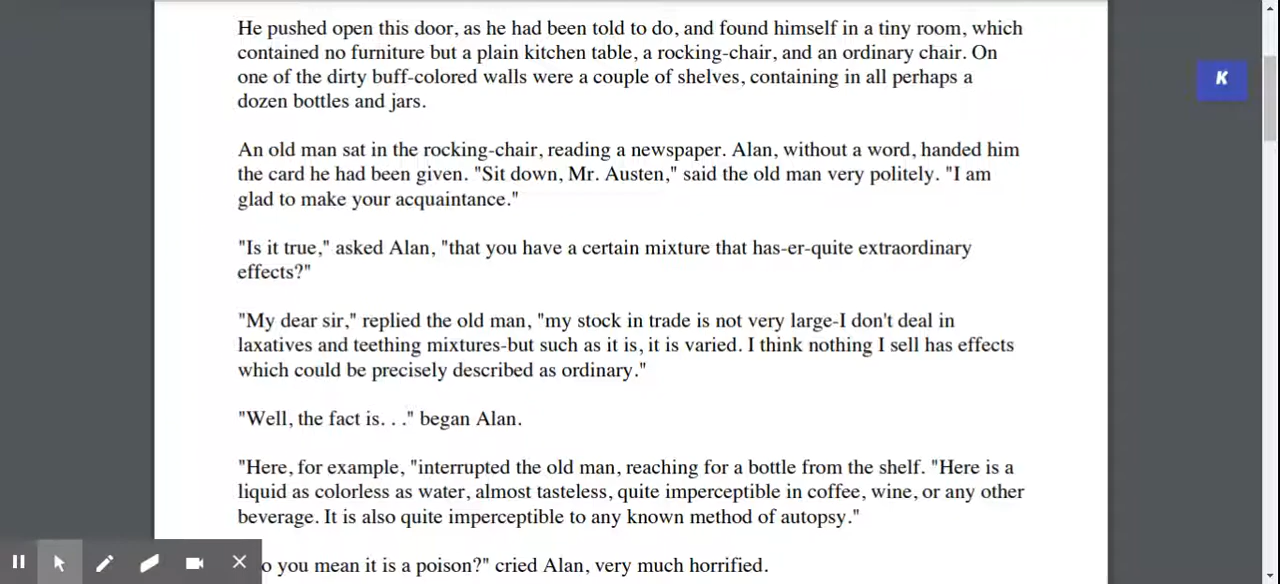 He pushed open this door, as he had been told to do, and found himself in a tiny room, which
contained no furniture but a plain kitchen table, a rocking-chair, and an ordinary chair. On
one of the dirty buff-colored walls were a couple of shelves, containing in all perhaps a
dozen bottles and jars.
K
An old man sat in the rocking-chair, reading a newspaper. Alan, without a word, handed him
the card he had been given. "Sit down, Mr. Austen," said the old man very politely. "I am
glad to make your acquaintance."
"Is it true," asked Alan, "that you have a certain mixture that has-er-quite extraordinary
effects?"
"My dear sir," replied the old man, "my stock in trade is not very large-I don't deal in
laxatives and teething mixtures-but such as it is, it is varied. I think nothing I sell has effects
which could be precisely described as ordinary."
"Well, the fact is. . ." began Alan.
"Here, for example, "interrupted the old man, reaching for a bottle from the shelf. "Here is a
liquid as colorless as water, almost tasteless, quite imperceptible in coffee, wine, or any other
beverage. It is also quite imperceptible to any known method of autopsy."
o you mean it is a poison?" cried Alan, very much horrified.